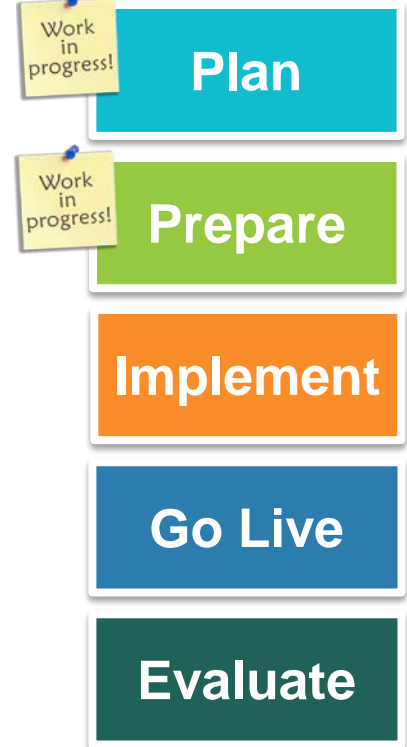 Work
in
progress!
Plan
Work
in
progress!
Prepare
Implement
Go Live
Evaluate